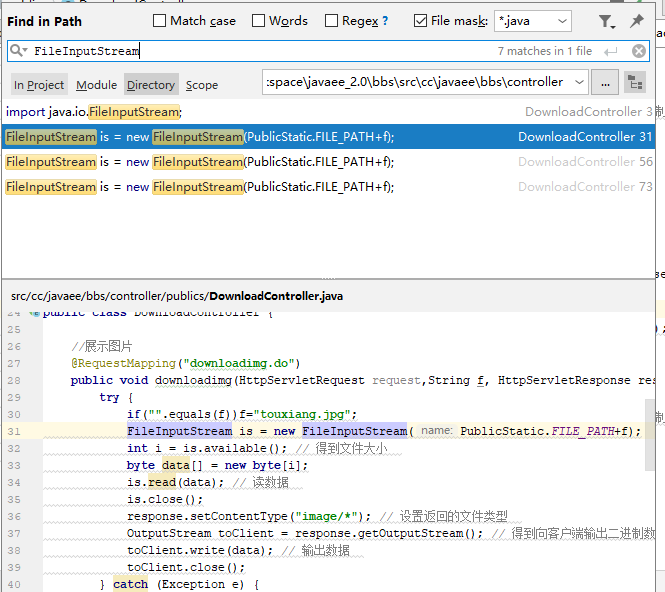 Find in Path Match case Words Regex ? File mask: *.java
FileInputStream 7 matches in 1 file
In Project Module Directory Scope :space\javaee_2.0\bbs\src\cc\javaee\bbs\controller ...
import java.io.FileInputStream; DownloadController 3
FileInputStream is = new FileInputStream(PublicStatic.FILE_PATH+f); DownloadController 31
FileInputStream is = new FileInputStream(PublicStatic.FILE_PATH+f); DownloadController 56
FileInputStream is = new FileInputStream(PublicStatic.FILE_PATH+f); DownloadController 73
src/cc/javaee/bbs/controller/publics/DownloadController.java
24 public class DownloadController {
25
26 //展示图片
27 @RequestMapping("downloadimg.do")
28 public void downloadimg(HttpServletRequest request,String f, HttpServletResponse res
29 try {
30 if("".equals(f))f="touxiang.jpg";
31 FileInputStream is = new FileInputStream( name: PublicStatic.FILE_PATH+f);
32 int i = is.available(); // 得到文件大小
33 byte data[] = new byte[i];
34 is.read(data); // 读数据
35 is.close();
36 response.setContentType("image/*"); // 设置返回的文件类型
37 OutputStream toClient = response.getOutputStream(); // 得到向客户端输出二进制数
38 toClient.write(data); // 输出数据
39 toClient.close();
40 } catch (Exception e) {